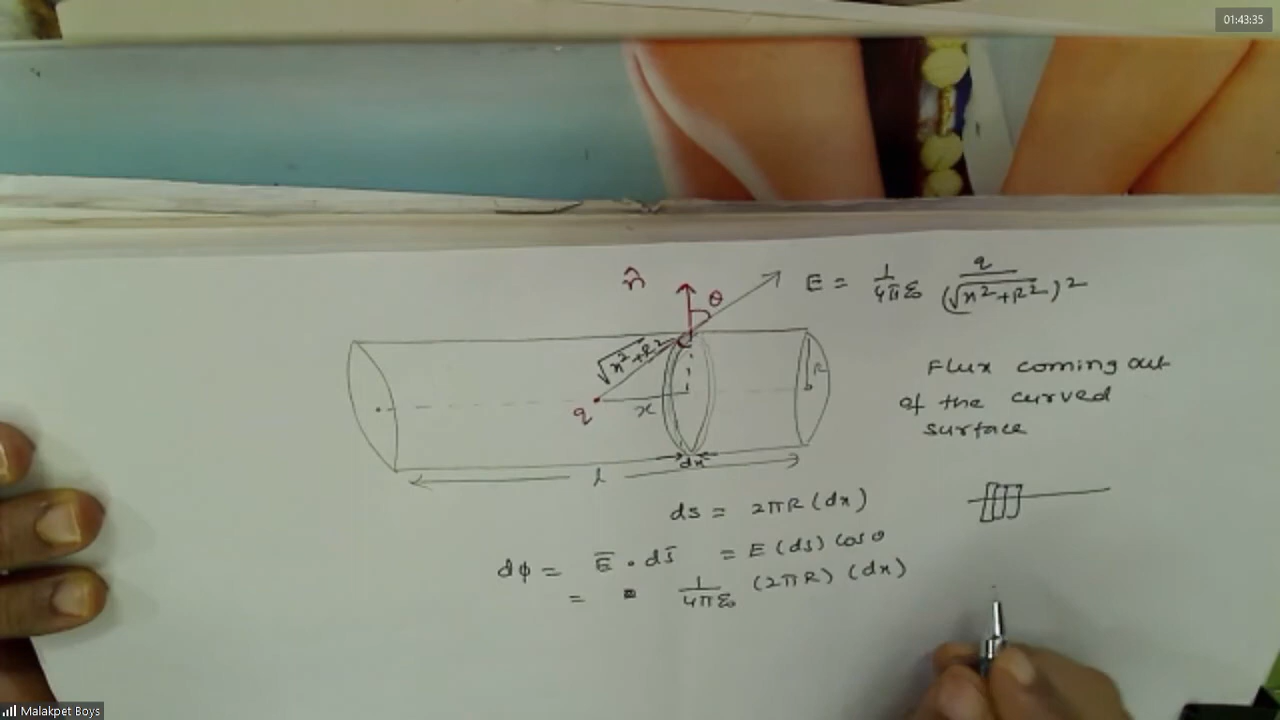 01:43:35
n̂
θ
E = 1/4πε₀ q/(√x²+R²)²
√x²+R²
R
q
x
Flux coming out
of the curved
surface
dx
l
ds = 2πR (dx)
dφ = E̅ . ds̅ = E (ds) cosθ
= 1/4πε₀ (2πR) (dx)
Malakpet Boys